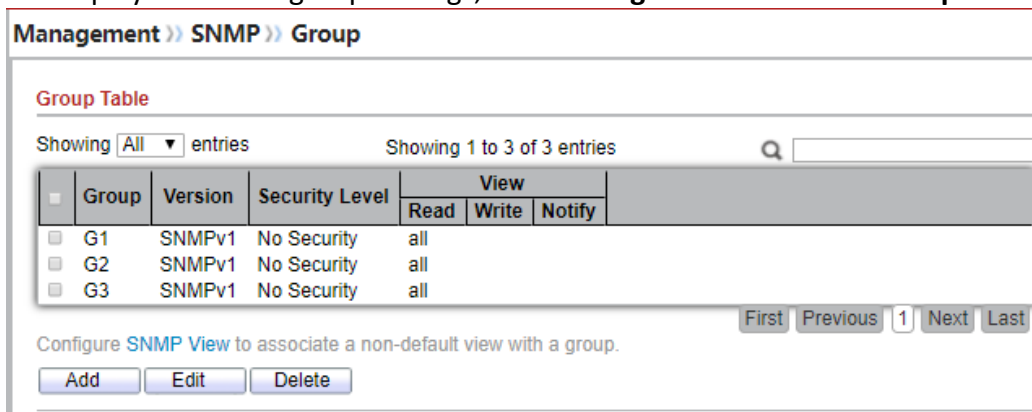 Management » SNMP » Group
Group Table
Showing All ▼ entries Showing 1 to 3 of 3 entries
Group Version Security Level View
Read Write Notify
G1 SNMPv1 No Security all
G2 SNMPv1 No Security all
G3 SNMPv1 No Security all
First Previous 1 Next Last
Configure SNMP View to associate a non-default view with a group.
Add Edit Delete